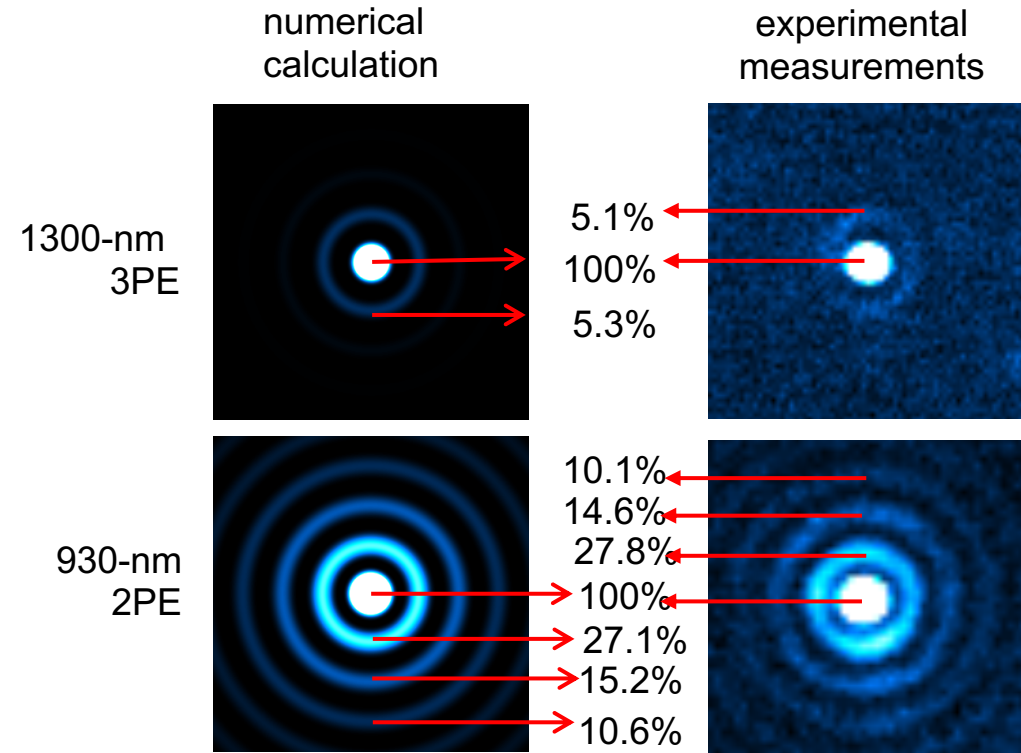 numerical
calculation
experimental
measurements
1300-nm
3PE
5.1%
100%
5.3%
930-nm
2PE
10.1%
14.6%
27.8%
100%
27.1%
15.2%
10.6%